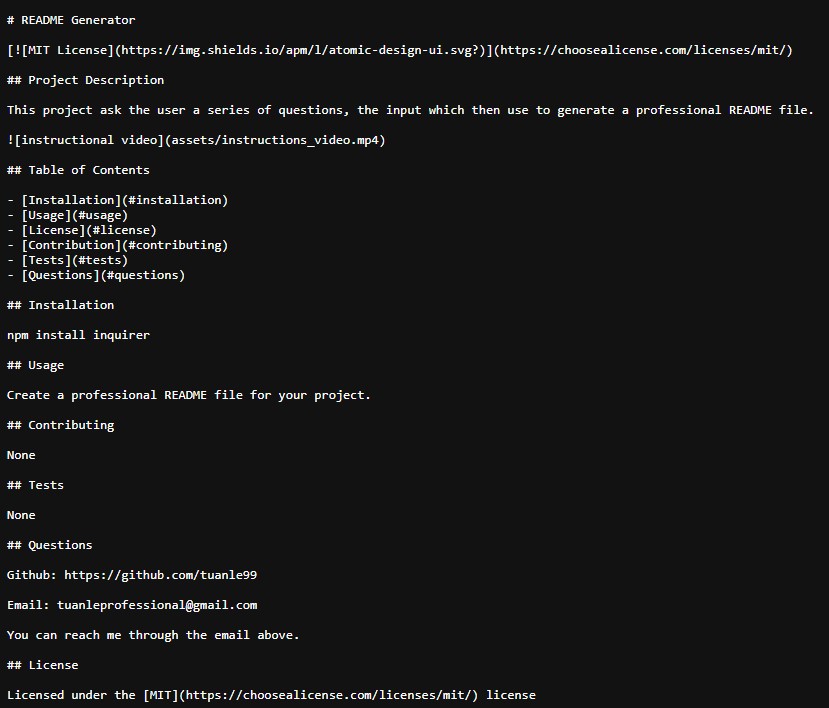 # README Generator
[![MIT License](https://img.shields.io/apm/l/atomic-design-ui.svg?)](https://choosealicense.com/licenses/mit/)
## Project Description
This project ask the user a series of questions, the input which then use to generate a professional README file.
![instructional video](assets/instructions_video.mp4)
## Table of Contents
- [Installation](#installation)
- [Usage](#usage)
- [License](#license)
- [Contribution](#contributing)
- [Tests](#tests)
- [Questions](#questions)
## Installation
npm install inquirer
## Usage
Create a professional README file for your project.
## Contributing
None
## Tests
None
## Questions
Github: https://github.com/tuanle99
Email: tuanleprofessional@gmail.com
You can reach me through the email above.
## License
Licensed under the [MIT](https://choosealicense.com/licenses/mit/) license